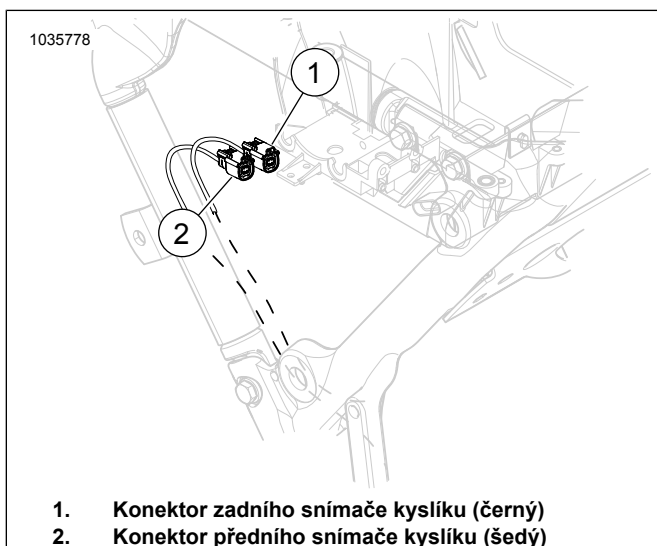 1035778
1
2
1. Konektor zadního snímače kyslíku (černý)
2. Konektor předního snímače kyslíku (šedý)